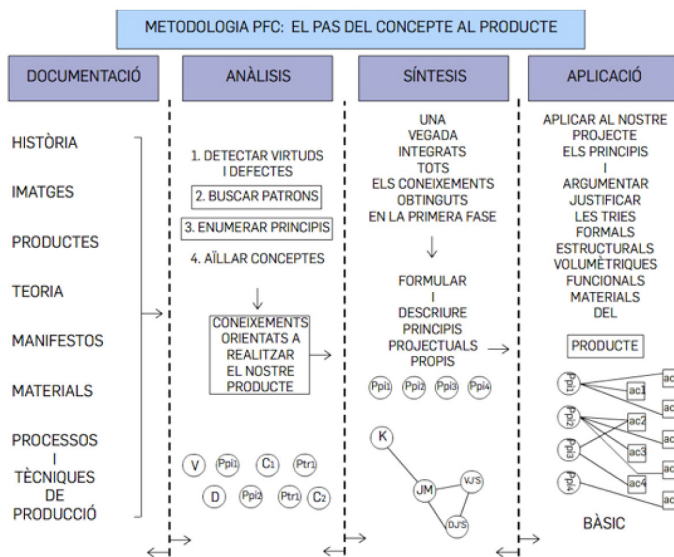 METODOLOGIA PFC: EL PAS DEL CONCEPTE AL PRODUCTE
DOCUMENTACIÓ
HISTÒRIA
IMATGES
PRODUCTES
TEORIA
MANIFESTOS
MATERIALS
PROCESSOS
I
TÈCNIQUES
DE
PRODUCCIÓ
ANÀLISIS
1. DETECTAR VIRTUDS
I DEFECTES
2. BUSCAR PATRONS
3. ENUMERAR PRINCIPIS
4. AÏLLAR CONCEPTES
CONEIXEMENTS
ORIENTATS A
REALITZAR
EL NOSTRE
PRODUCTE
V Ppi1 C1 Ptr1
D Ppi2 Ptr1 C2
SÍNTESIS
UNA
VEGADA
INTEGRATS
TOTS
ELS CONEIXEMENTS
OBTINGUTS
EN LA PRIMERA FASE
FORMULAR
I
DESCRIURE
PRINCIPIS
PROJECTUALS
PROPIS
Ppi1 Ppi2 Ppi3 Ppi4
K
JM
VJ'S
DJ'S
APLICACIÓ
APLICAR AL NOSTRE
PROJECTE
ELS PRINCIPIS
I
ARGUMENTAR
JUSTIFICAR
LES TRIES
FORMALS
ESTRUCTURALS
VOLUMÈTRIQUES
FUNCIONALS
MATERIALS
DEL
PRODUCTE
Ppi1
Ppi2
Ppi3
Ppi4
ac1
ac2
ac3
ac4
ac
ac
ac
ac
ac
BÀSIC